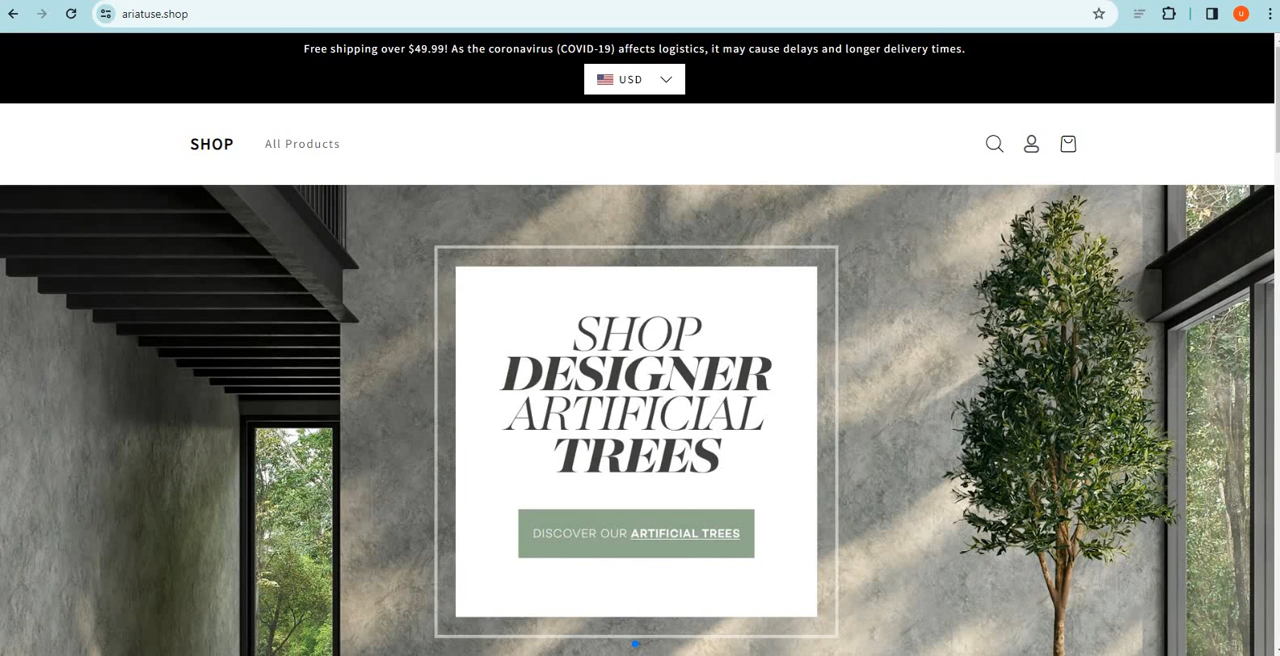 ariatuse.shop
u
Free shipping over $49.99! As the coronavirus (COVID-19) affects logistics, it may cause delays and longer delivery times.
USD
SHOP All Products
SHOP
DESIGNER
ARTIFICIAL
TREES
DISCOVER OUR ARTIFICIAL TREES